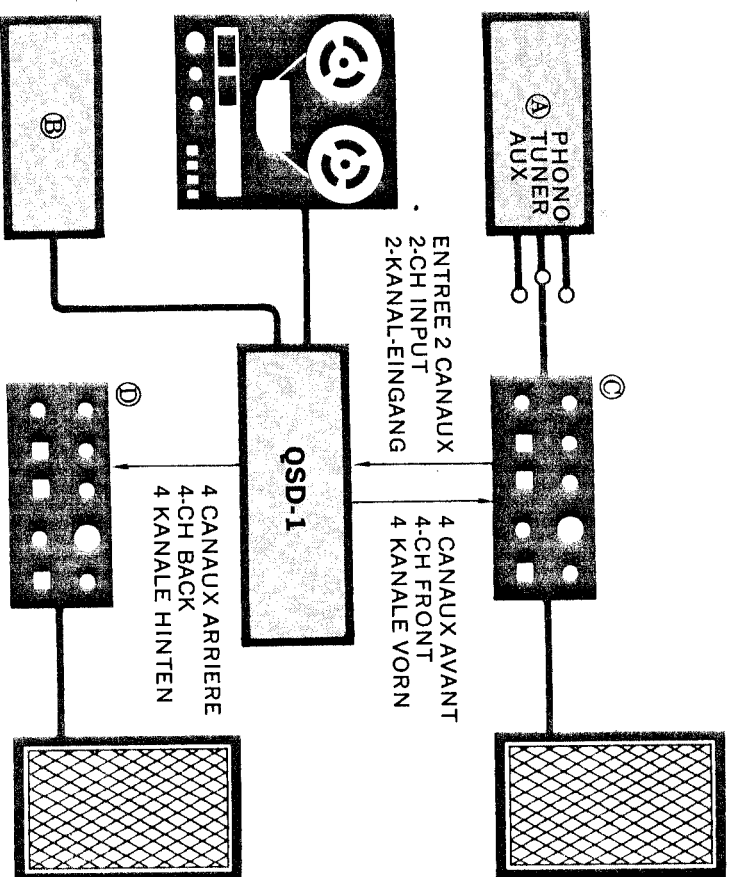 Ⓒ
PHONO
Ⓐ TUNER
AUX
ENTREE 2 CANAUX
2-CH INPUT
2-KANAL-EINGANG
4 CANAUX AVANT
4-CH FRONT
4 KANALE VORN
QSD-1
4 CANAUX ARRIERE
4-CH BACK
4 KANALE HINTEN
Ⓓ
Ⓑ